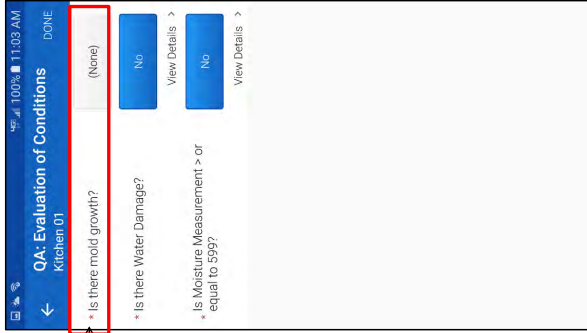 4GE 100% 11:03 AM
QA: Evaluation of Conditions DONE
Kitchen 01
* Is there mold growth? (None)
* Is there Water Damage? No
View Details >
* Is Moisture Measurement > or
equal to 599? No
View Details >